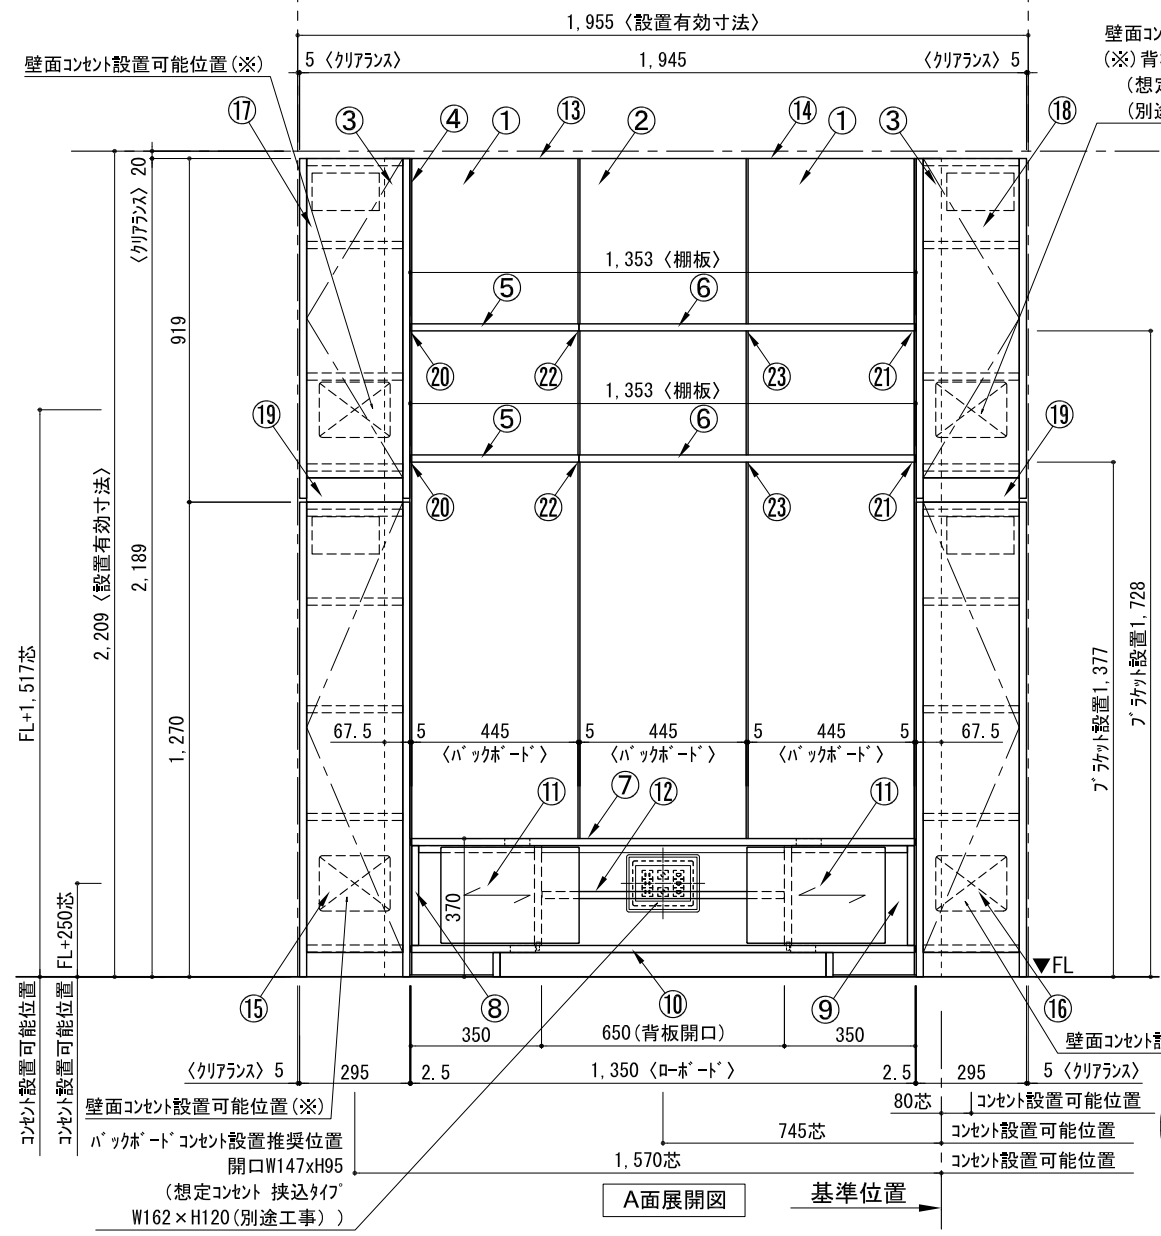 1,955〈設置有効寸法〉
5〈クリアランス〉
1,945
〈クリアランス〉5
壁面コンセント設置可能位置(※)
壁面コン
(※)背
(想定
(別途
⑰
③
④
①
⑬
②
⑭
①
③
⑱
〈クリアランス〉20
1,353〈棚板〉
⑤
⑥
919
⑳
㉒
㉓
㉑
1,353〈棚板〉
⑲
⑤
⑥
⑲
⑳
㉒
㉓
㉑
2,209〈設置有効寸法〉
2,189
FL+1,517芯
1,270
ブラケット設置1,377
ブラケット設置1,728
67.5
5
445
5
445
5
445
5
67.5
〈バックボード〉
〈バックボード〉
〈バックボード〉
⑪
⑦
⑫
⑪
370
FL+250芯
▼FL
⑮
⑧
⑩
⑨
⑯
コンセント設置可能位置
コンセント設置可能位置
350
650(背板開口)
350
壁面コンセント設
〈クリアランス〉5
295
2.5
1,350〈ローボード〉
2.5
295
5〈クリアランス〉
壁面コンセント設置可能位置(※)
80芯
コンセント設置可能位置
バックボードコンセント設置推奨位置
745芯
コンセント設置可能位置
開口W147xH95
1,570芯
コンセント設置可能位置
(想定コンセント 挟込タイプ
W162×H120(別途工事))
A面展開図
基準位置